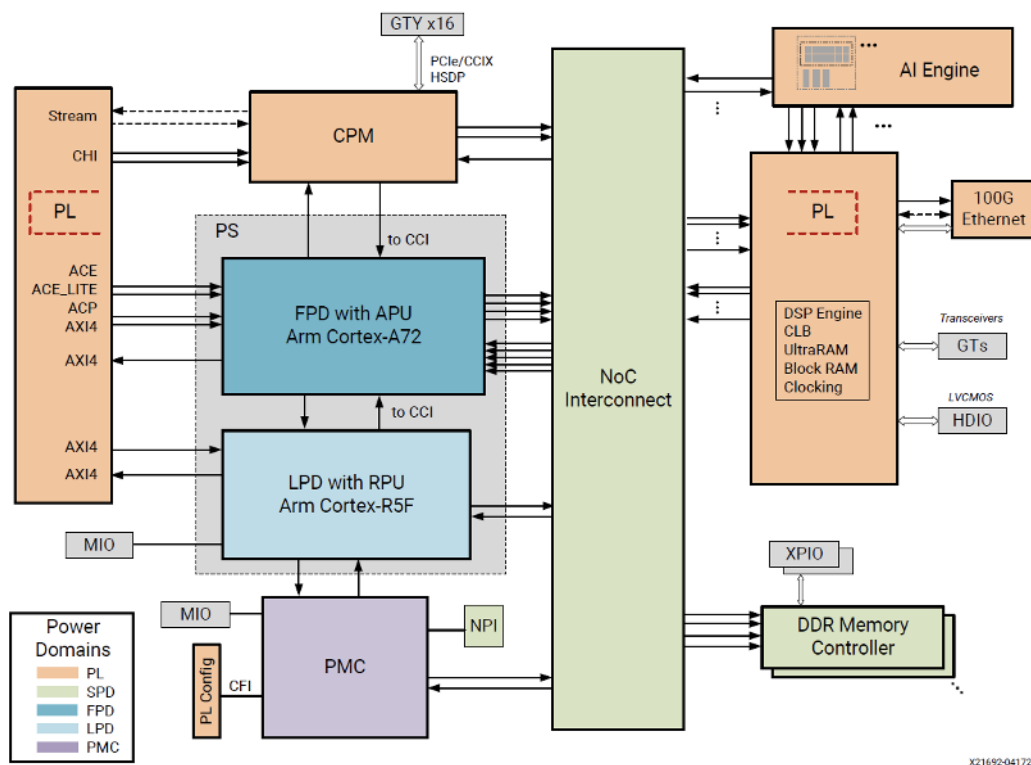 GTY x16
PCIe/CCIX
HSDP
Stream
CHI
PL
ACE
ACE_LITE
ACP
AXI4
AXI4
AXI4
AXI4
CPM
PS
to CCI
FPD with APU
Arm Cortex-A72
to CCI
LPD with RPU
Arm Cortex-R5F
MIO
MIO
PMC
NPI
CFI
PL Config
NoC
Interconnect
AI Engine
PL
DSP Engine
CLB
UltraRAM
Block RAM
Clocking
100G
Ethernet
Transceivers
GTs
LVCMOS
HDIO
XPIO
DDR Memory
Controller
Power
Domains
PL
SPD
FPD
LPD
PMC
X21692-04172